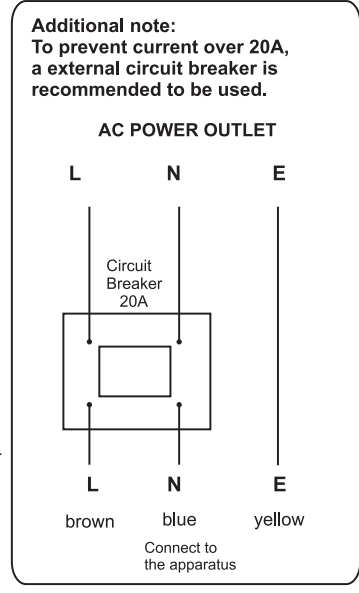 Additional note:
To prevent current over 20A,
a external circuit breaker is
recommended to be used.
AC POWER OUTLET
L N E
Circuit
Breaker
20A
L N E
brown blue yellow
Connect to
the apparatus